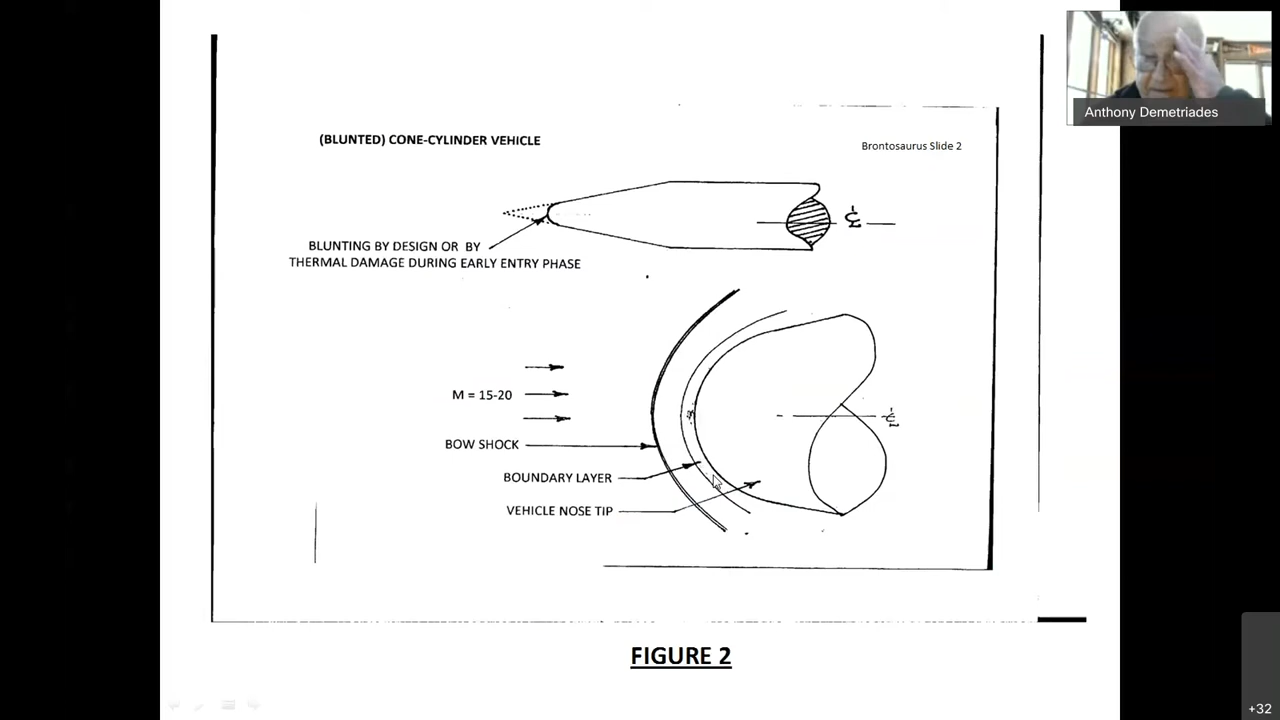 Anthony Demetriades
(BLUNTED) CONE-CYLINDER VEHICLE
Brontosaurus Slide 2
BLUNTING BY DESIGN OR BY
THERMAL DAMAGE DURING EARLY ENTRY PHASE
M = 15-20
BOW SHOCK
BOUNDARY LAYER
VEHICLE NOSE TIP
FIGURE 2
+32